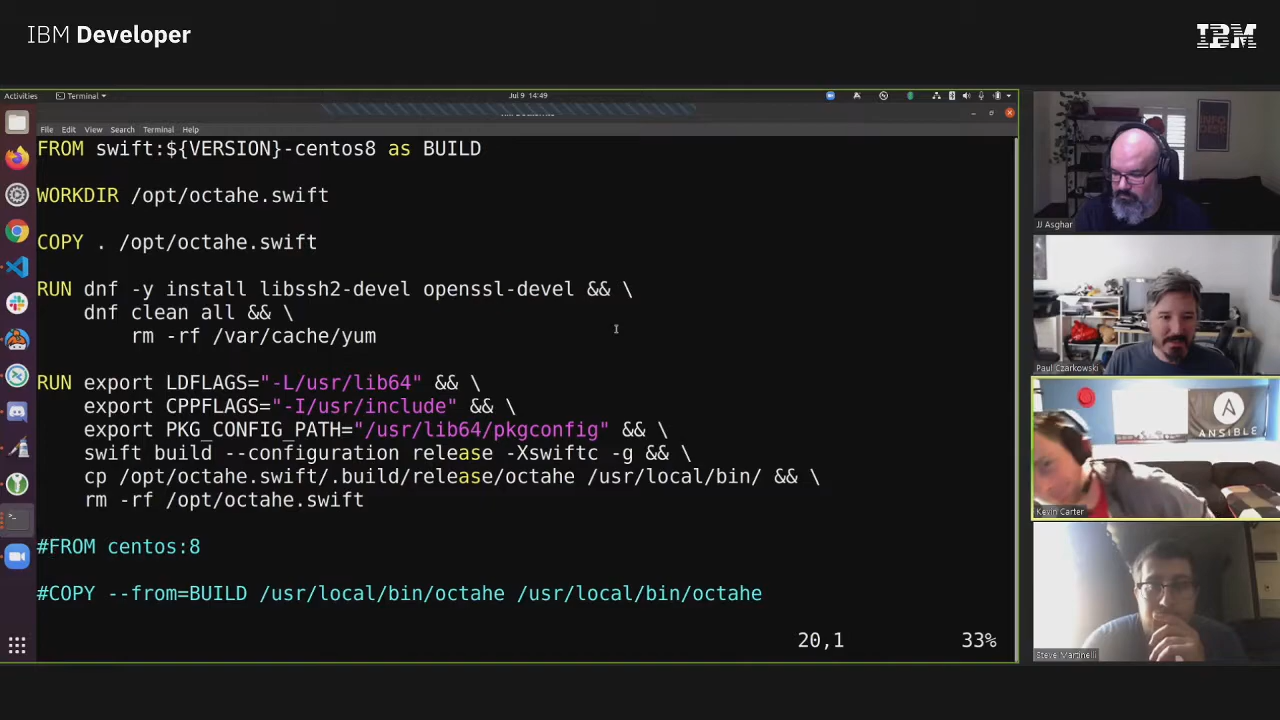 IBM Developer
IBM
Activities
Terminal
Jul 9 14:49
File Edit View Search Terminal Help
FROM swift:${VERSION}-centos8 as BUILD
WORKDIR /opt/octahe.swift
COPY . /opt/octahe.swift
RUN dnf -y install libssh2-devel openssl-devel && \
dnf clean all && \
rm -rf /var/cache/yum
RUN export LDFLAGS="-L/usr/lib64" && \
export CPPFLAGS="-I/usr/include" && \
export PKG_CONFIG_PATH="/usr/lib64/pkgconfig" && \
swift build --configuration release -Xswiftc -g && \
cp /opt/octahe.swift/.build/release/octahe /usr/local/bin/ && \
rm -rf /opt/octahe.swift
#FROM centos:8
#COPY --from=BUILD /usr/local/bin/octahe /usr/local/bin/octahe
20,1 33%
JJ Asghar
Paul Czarkowski
ANSIBLE
Kevin Carter
Steve Martinelli